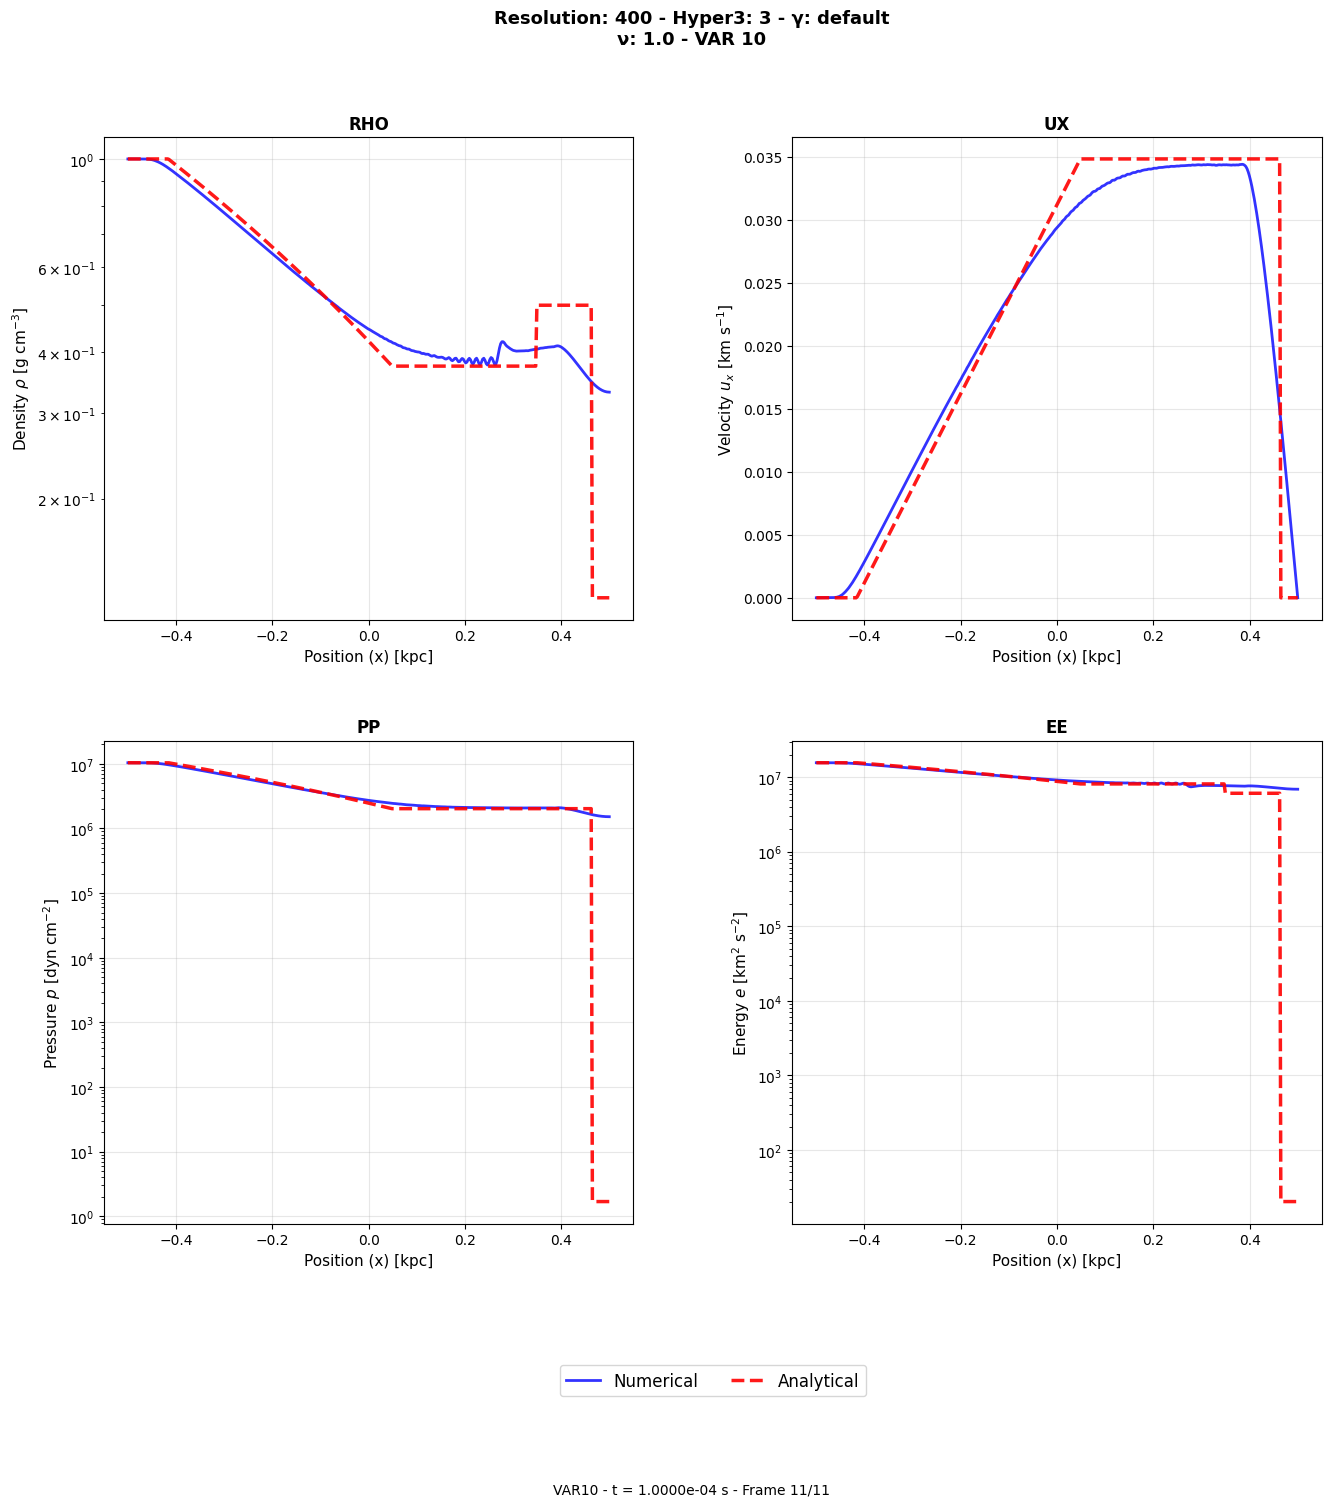 Resolution: 400 - Hyper3: 3 - γ: default
ν: 1.0 - VAR 10
RHO
Density ρ [g cm⁻³]
10⁰
6 × 10⁻¹
4 × 10⁻¹
3 × 10⁻¹
2 × 10⁻¹
−0.4 −0.2 0.0 0.2 0.4
Position (x) [kpc]
UX
Velocity uₓ [km s⁻¹]
0.035
0.030
0.025
0.020
0.015
0.010
0.005
0.000
−0.4 −0.2 0.0 0.2 0.4
Position (x) [kpc]
PP
Pressure p [dyn cm⁻²]
10⁷
10⁶
10⁵
10⁴
10³
10²
10¹
10⁰
−0.4 −0.2 0.0 0.2 0.4
Position (x) [kpc]
EE
Energy e [km² s⁻²]
10⁷
10⁶
10⁵
10⁴
10³
10²
−0.4 −0.2 0.0 0.2 0.4
Position (x) [kpc]
Numerical Analytical
VAR10 - t = 1.0000e-04 s - Frame 11/11